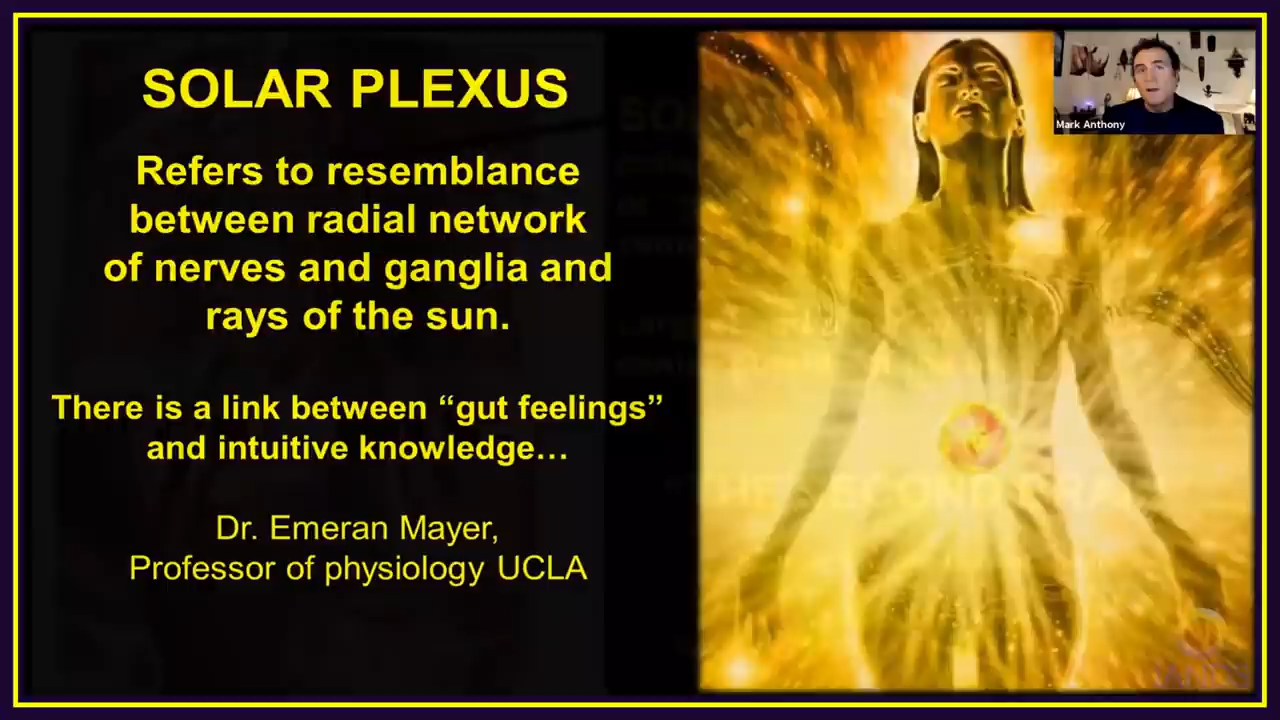 SOLAR PLEXUS
Refers to resemblance
between radial network
of nerves and ganglia and
rays of the sun.
There is a link between “gut feelings”
and intuitive knowledge…
Dr. Emeran Mayer,
Professor of physiology UCLA
Mark Anthony
IANDS